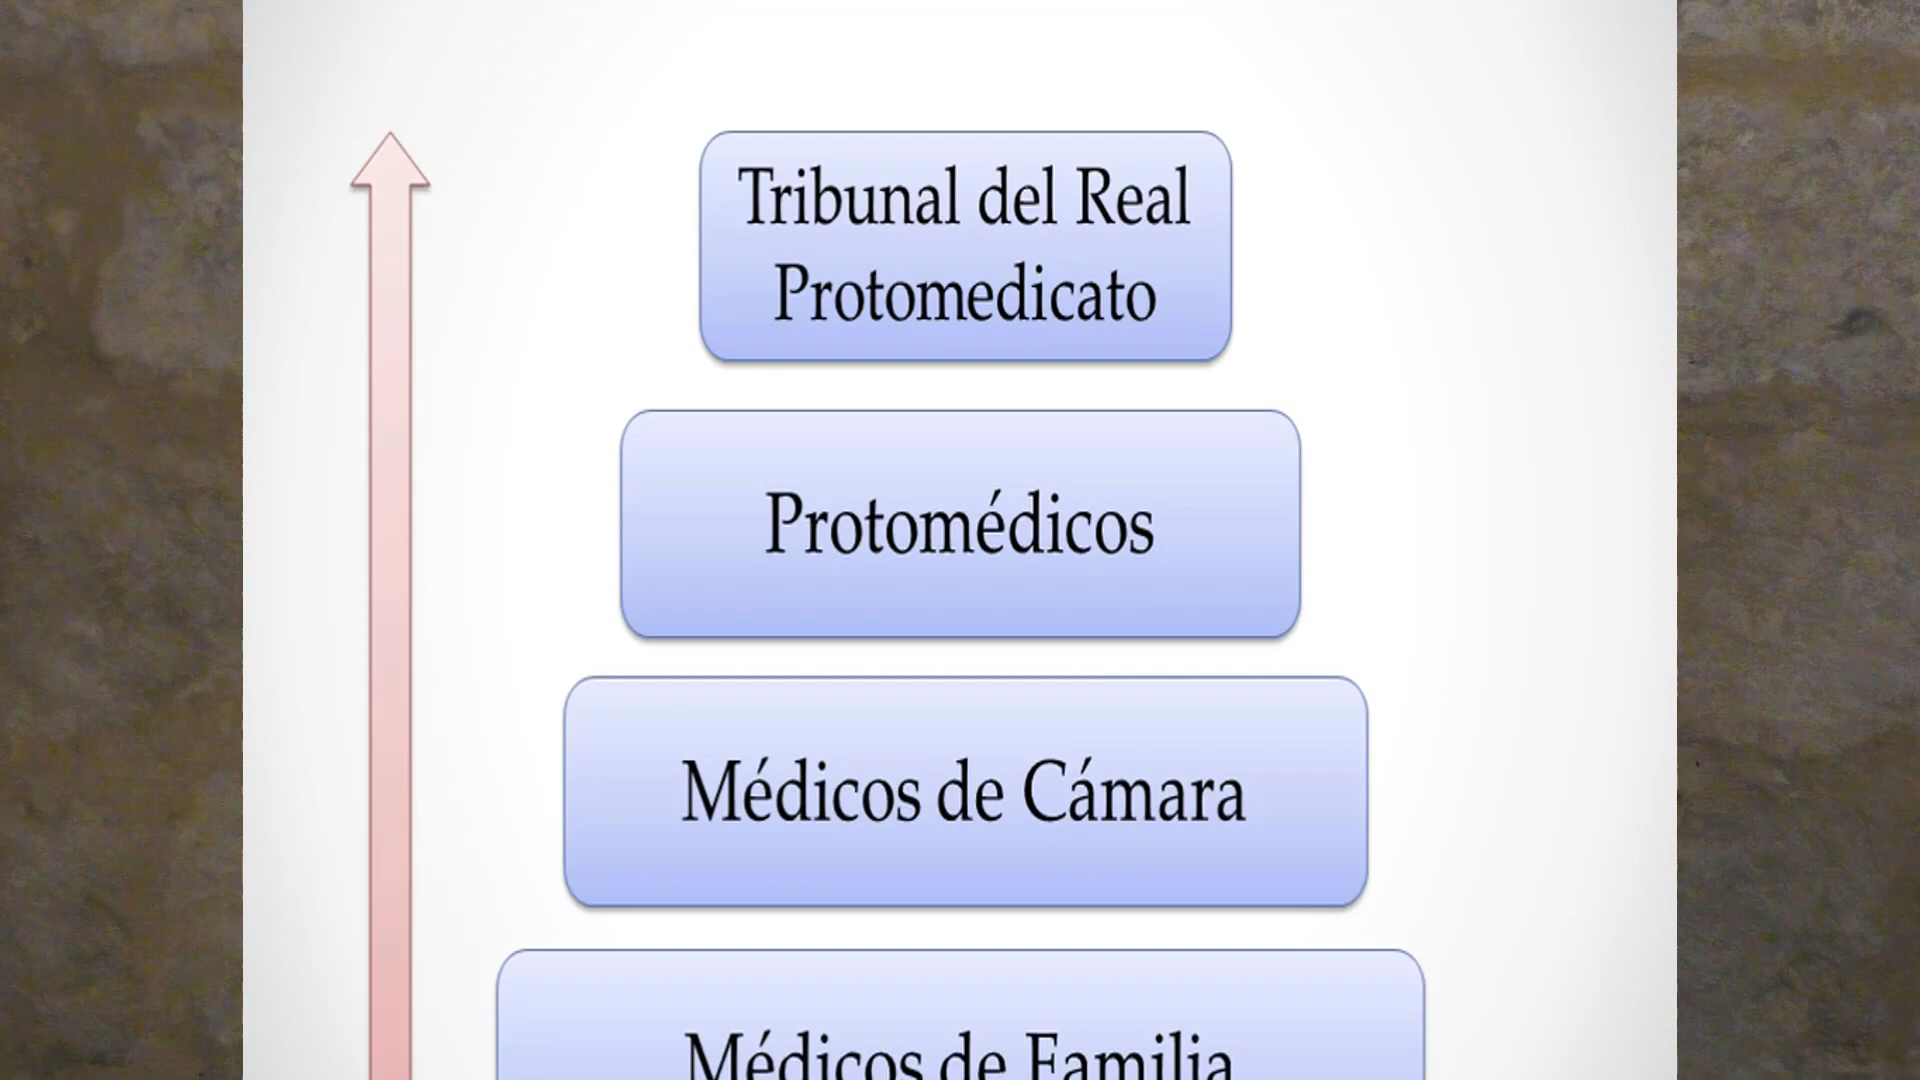 Tribunal del Real
Protomedicato
Protomédicos
Médicos de Cámara
Médicos de Familia